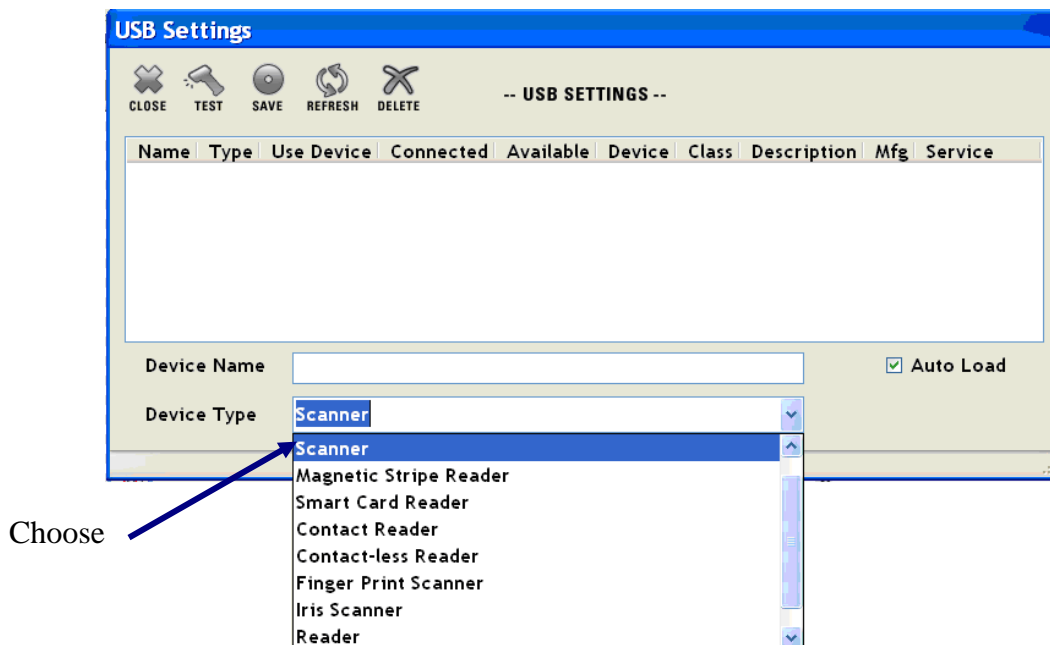 USB Settings
CLOSE TEST SAVE REFRESH DELETE -- USB SETTINGS --
Name Type Use Device Connected Available Device Class Description Mfg Service
Device Name Auto Load
Device Type Scanner
Scanner
Magnetic Stripe Reader
Smart Card Reader
Choose Contact Reader
Contact-less Reader
Finger Print Scanner
Iris Scanner
Reader